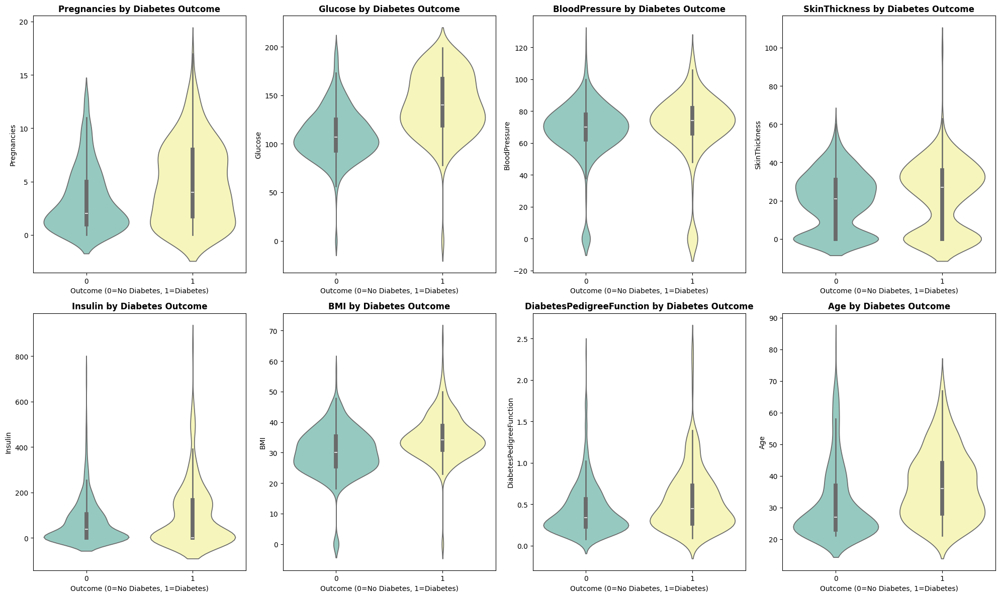 Pregnancies by Diabetes Outcome
Pregnancies
20
15
10
5
0
0 1
Outcome (0=No Diabetes, 1=Diabetes)
Glucose by Diabetes Outcome
Glucose
200
150
100
50
0
0 1
Outcome (0=No Diabetes, 1=Diabetes)
BloodPressure by Diabetes Outcome
BloodPressure
120
100
80
60
40
20
0
−20
0 1
Outcome (0=No Diabetes, 1=Diabetes)
SkinThickness by Diabetes Outcome
SkinThickness
100
80
60
40
20
0
0 1
Outcome (0=No Diabetes, 1=Diabetes)
Insulin by Diabetes Outcome
Insulin
800
600
400
200
0
0 1
Outcome (0=No Diabetes, 1=Diabetes)
BMI by Diabetes Outcome
BMI
70
60
50
40
30
20
10
0
0 1
Outcome (0=No Diabetes, 1=Diabetes)
DiabetesPedigreeFunction by Diabetes Outcome
DiabetesPedigreeFunction
2.5
2.0
1.5
1.0
0.5
0.0
0 1
Outcome (0=No Diabetes, 1=Diabetes)
Age by Diabetes Outcome
Age
90
80
70
60
50
40
30
20
0 1
Outcome (0=No Diabetes, 1=Diabetes)